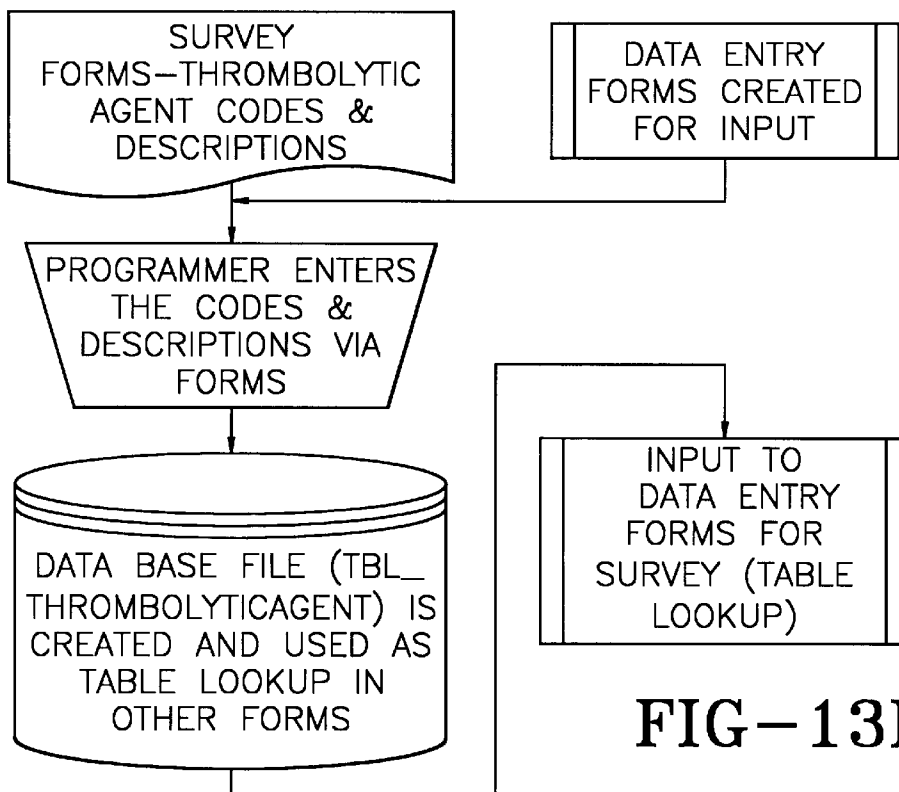 SURVEY
FORMS-THROMBOLYTIC
AGENT CODES &
DESCRIPTIONS
DATA ENTRY
FORMS CREATED
FOR INPUT
PROGRAMMER ENTERS
THE CODES &
DESCRIPTIONS VIA
FORMS
DATA BASE FILE (TBL_
THROMBOLYTICAGENT) IS
CREATED AND USED AS
TABLE LOOKUP IN
OTHER FORMS
INPUT TO
DATA ENTRY
FORMS FOR
SURVEY (TABLE
LOOKUP)